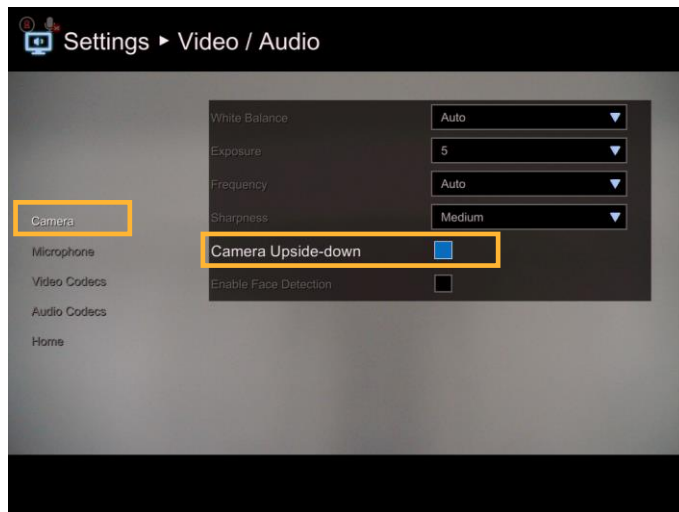 Settings ▸ Video / Audio
White Balance Auto
Exposure 5
Frequency Auto
Camera
Sharpness Medium
Microphone
Camera Upside-down
Video Codecs
Enable Face Detection
Audio Codecs
Home